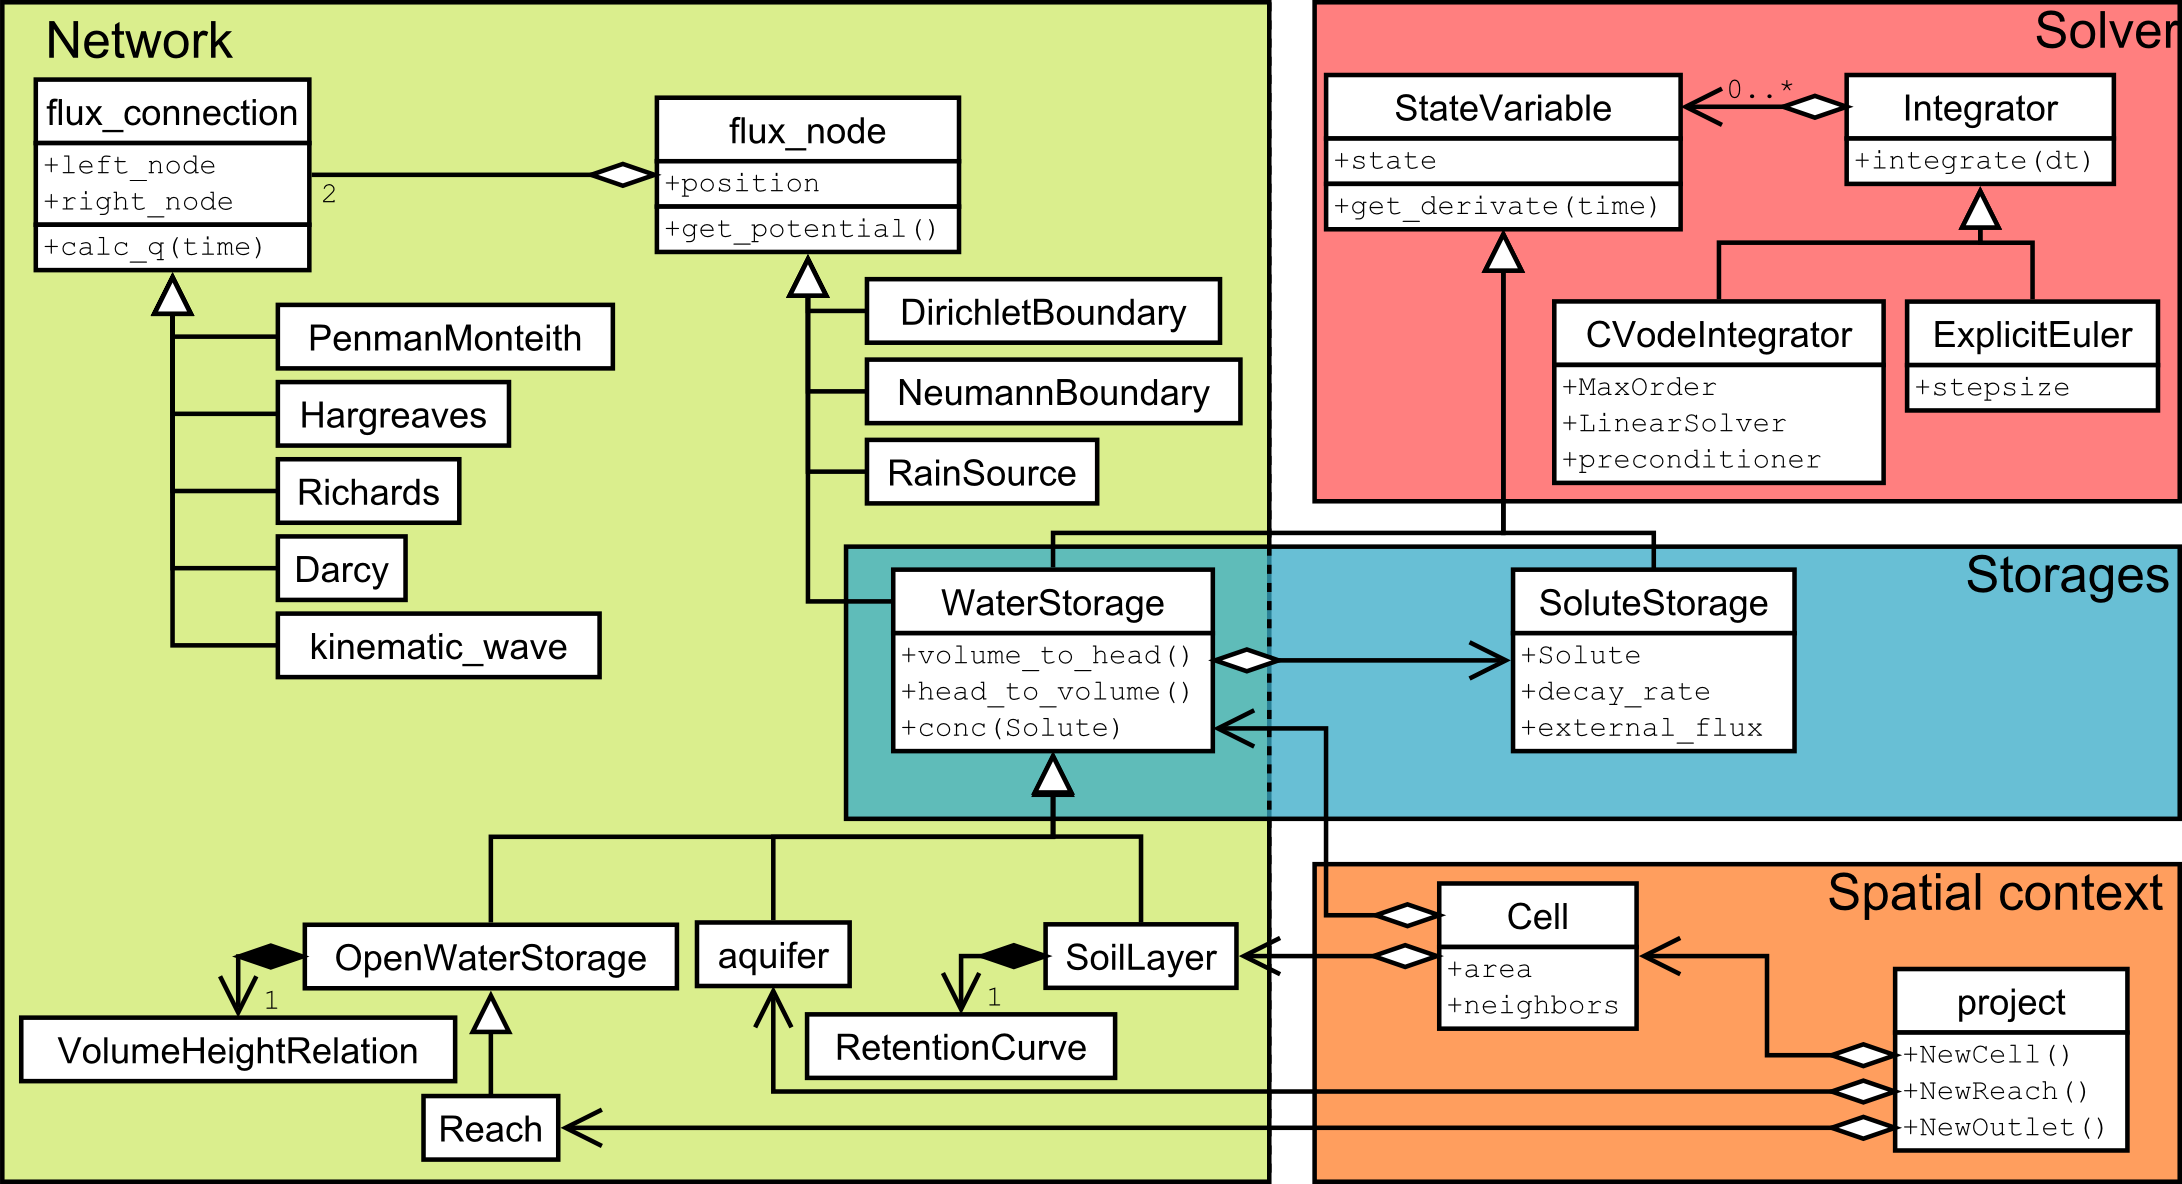 Network
flux_connection
+left_node
+right_node
+calc_q(time)
2
flux_node
+position
+get_potential()
PenmanMonteith
Hargreaves
Richards
Darcy
kinematic_wave
DirichletBoundary
NeumannBoundary
RainSource
Solver
StateVariable
+state
+get_derivate(time)
0..*
Integrator
+integrate(dt)
CVodeIntegrator
+MaxOrder
+LinearSolver
+preconditioner
ExplicitEuler
+stepsize
Storages
WaterStorage
+volume_to_head()
+head_to_volume()
+conc(Solute)
SoluteStorage
+Solute
+decay_rate
+external_flux
OpenWaterStorage
1
VolumeHeightRelation
Reach
aquifer
SoilLayer
1
RetentionCurve
Spatial context
Cell
+area
+neighbors
project
+NewCell()
+NewReach()
+NewOutlet()